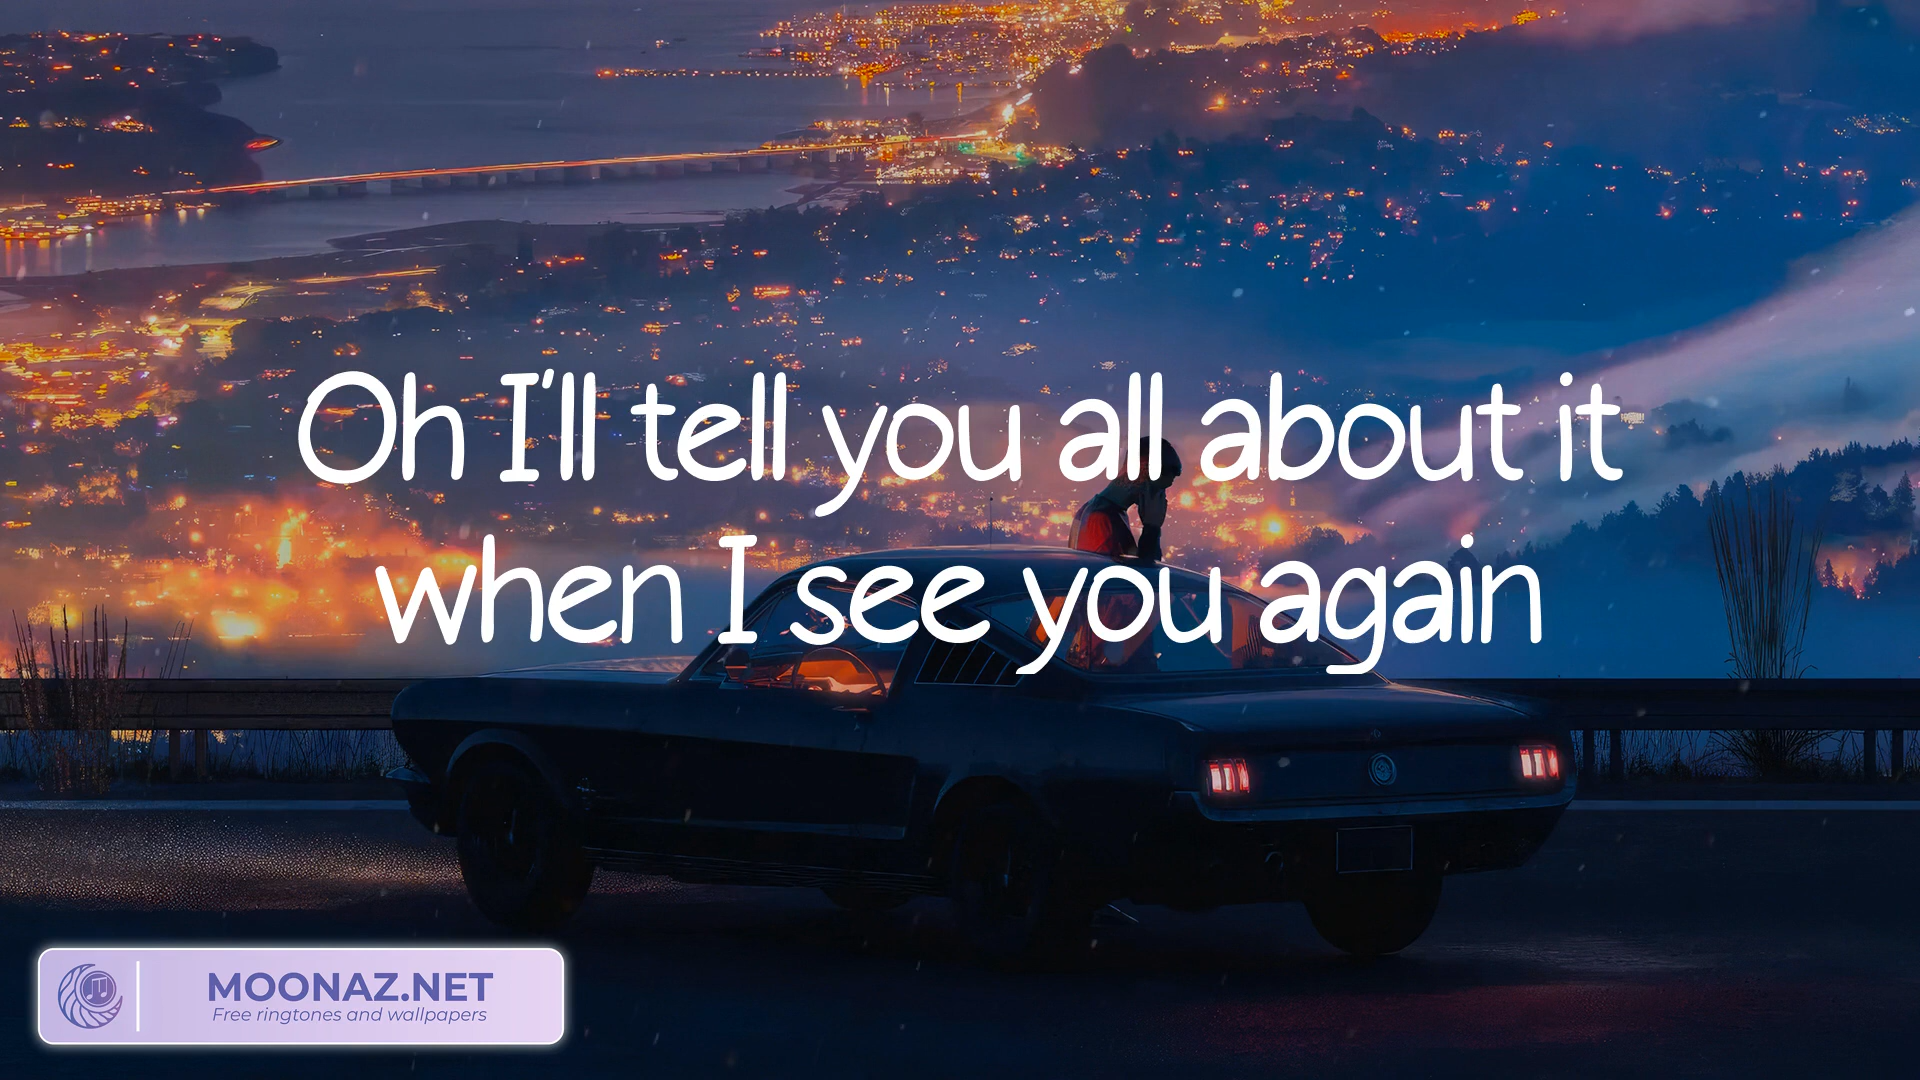 Oh I'll tell you all about it
when I see you again
MOONAZ.NET
Free ringtones and wallpapers